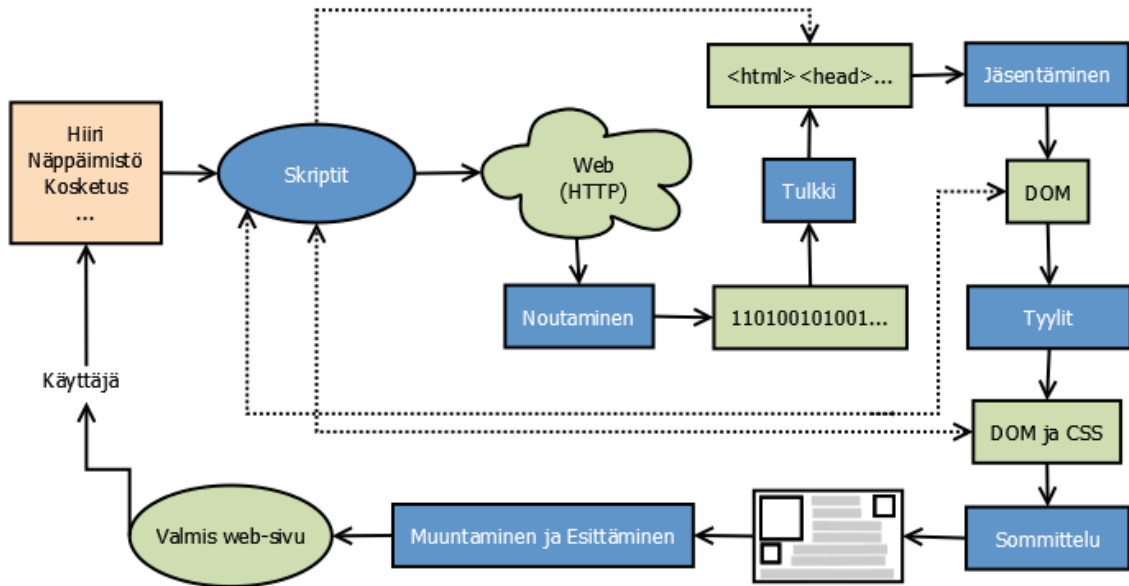 Hiiri
Näppäimistö
Kosketus
...
Skriptit
Web
(HTTP)
Noutaminen
110100101001...
Tulkki
<html><head>...
Jäsentäminen
DOM
Tyylit
DOM ja CSS
Sommittelu
Muuntaminen ja Esittäminen
Valmis web-sivu
Käyttäjä